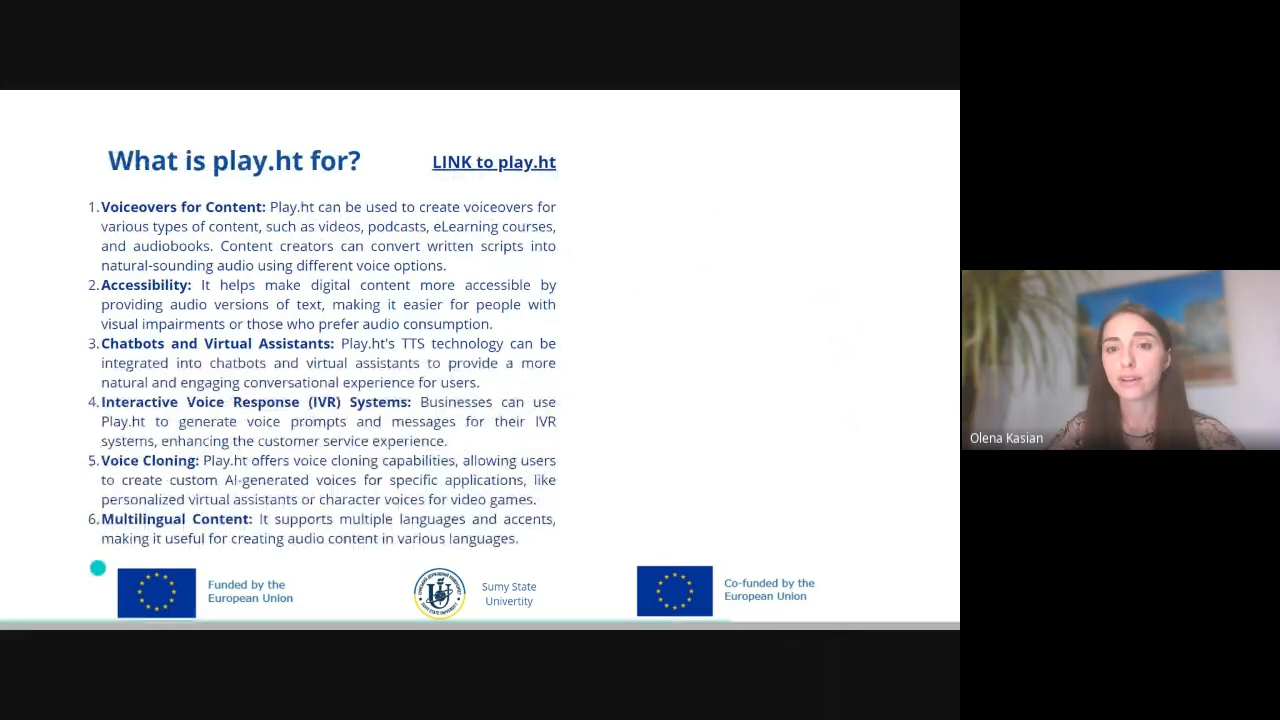 What is play.ht for?
LINK to play.ht
1. Voiceovers for Content: Play.ht can be used to create voiceovers for
various types of content, such as videos, podcasts, eLearning courses,
and audiobooks. Content creators can convert written scripts into
natural-sounding audio using different voice options.
2. Accessibility: It helps make digital content more accessible by
providing audio versions of text, making it easier for people with
visual impairments or those who prefer audio consumption.
3. Chatbots and Virtual Assistants: Play.ht's TTS technology can be
integrated into chatbots and virtual assistants to provide a more
natural and engaging conversational experience for users.
4. Interactive Voice Response (IVR) Systems: Businesses can use
Play.ht to generate voice prompts and messages for their IVR
systems, enhancing the customer service experience.
5. Voice Cloning: Play.ht offers voice cloning capabilities, allowing users
to create custom AI-generated voices for specific applications, like
personalized virtual assistants or character voices for video games.
6. Multilingual Content: It supports multiple languages and accents,
making it useful for creating audio content in various languages.
Funded by the
European Union
Sumy State
Univertity
Co-funded by the
European Union
Olena Kasian